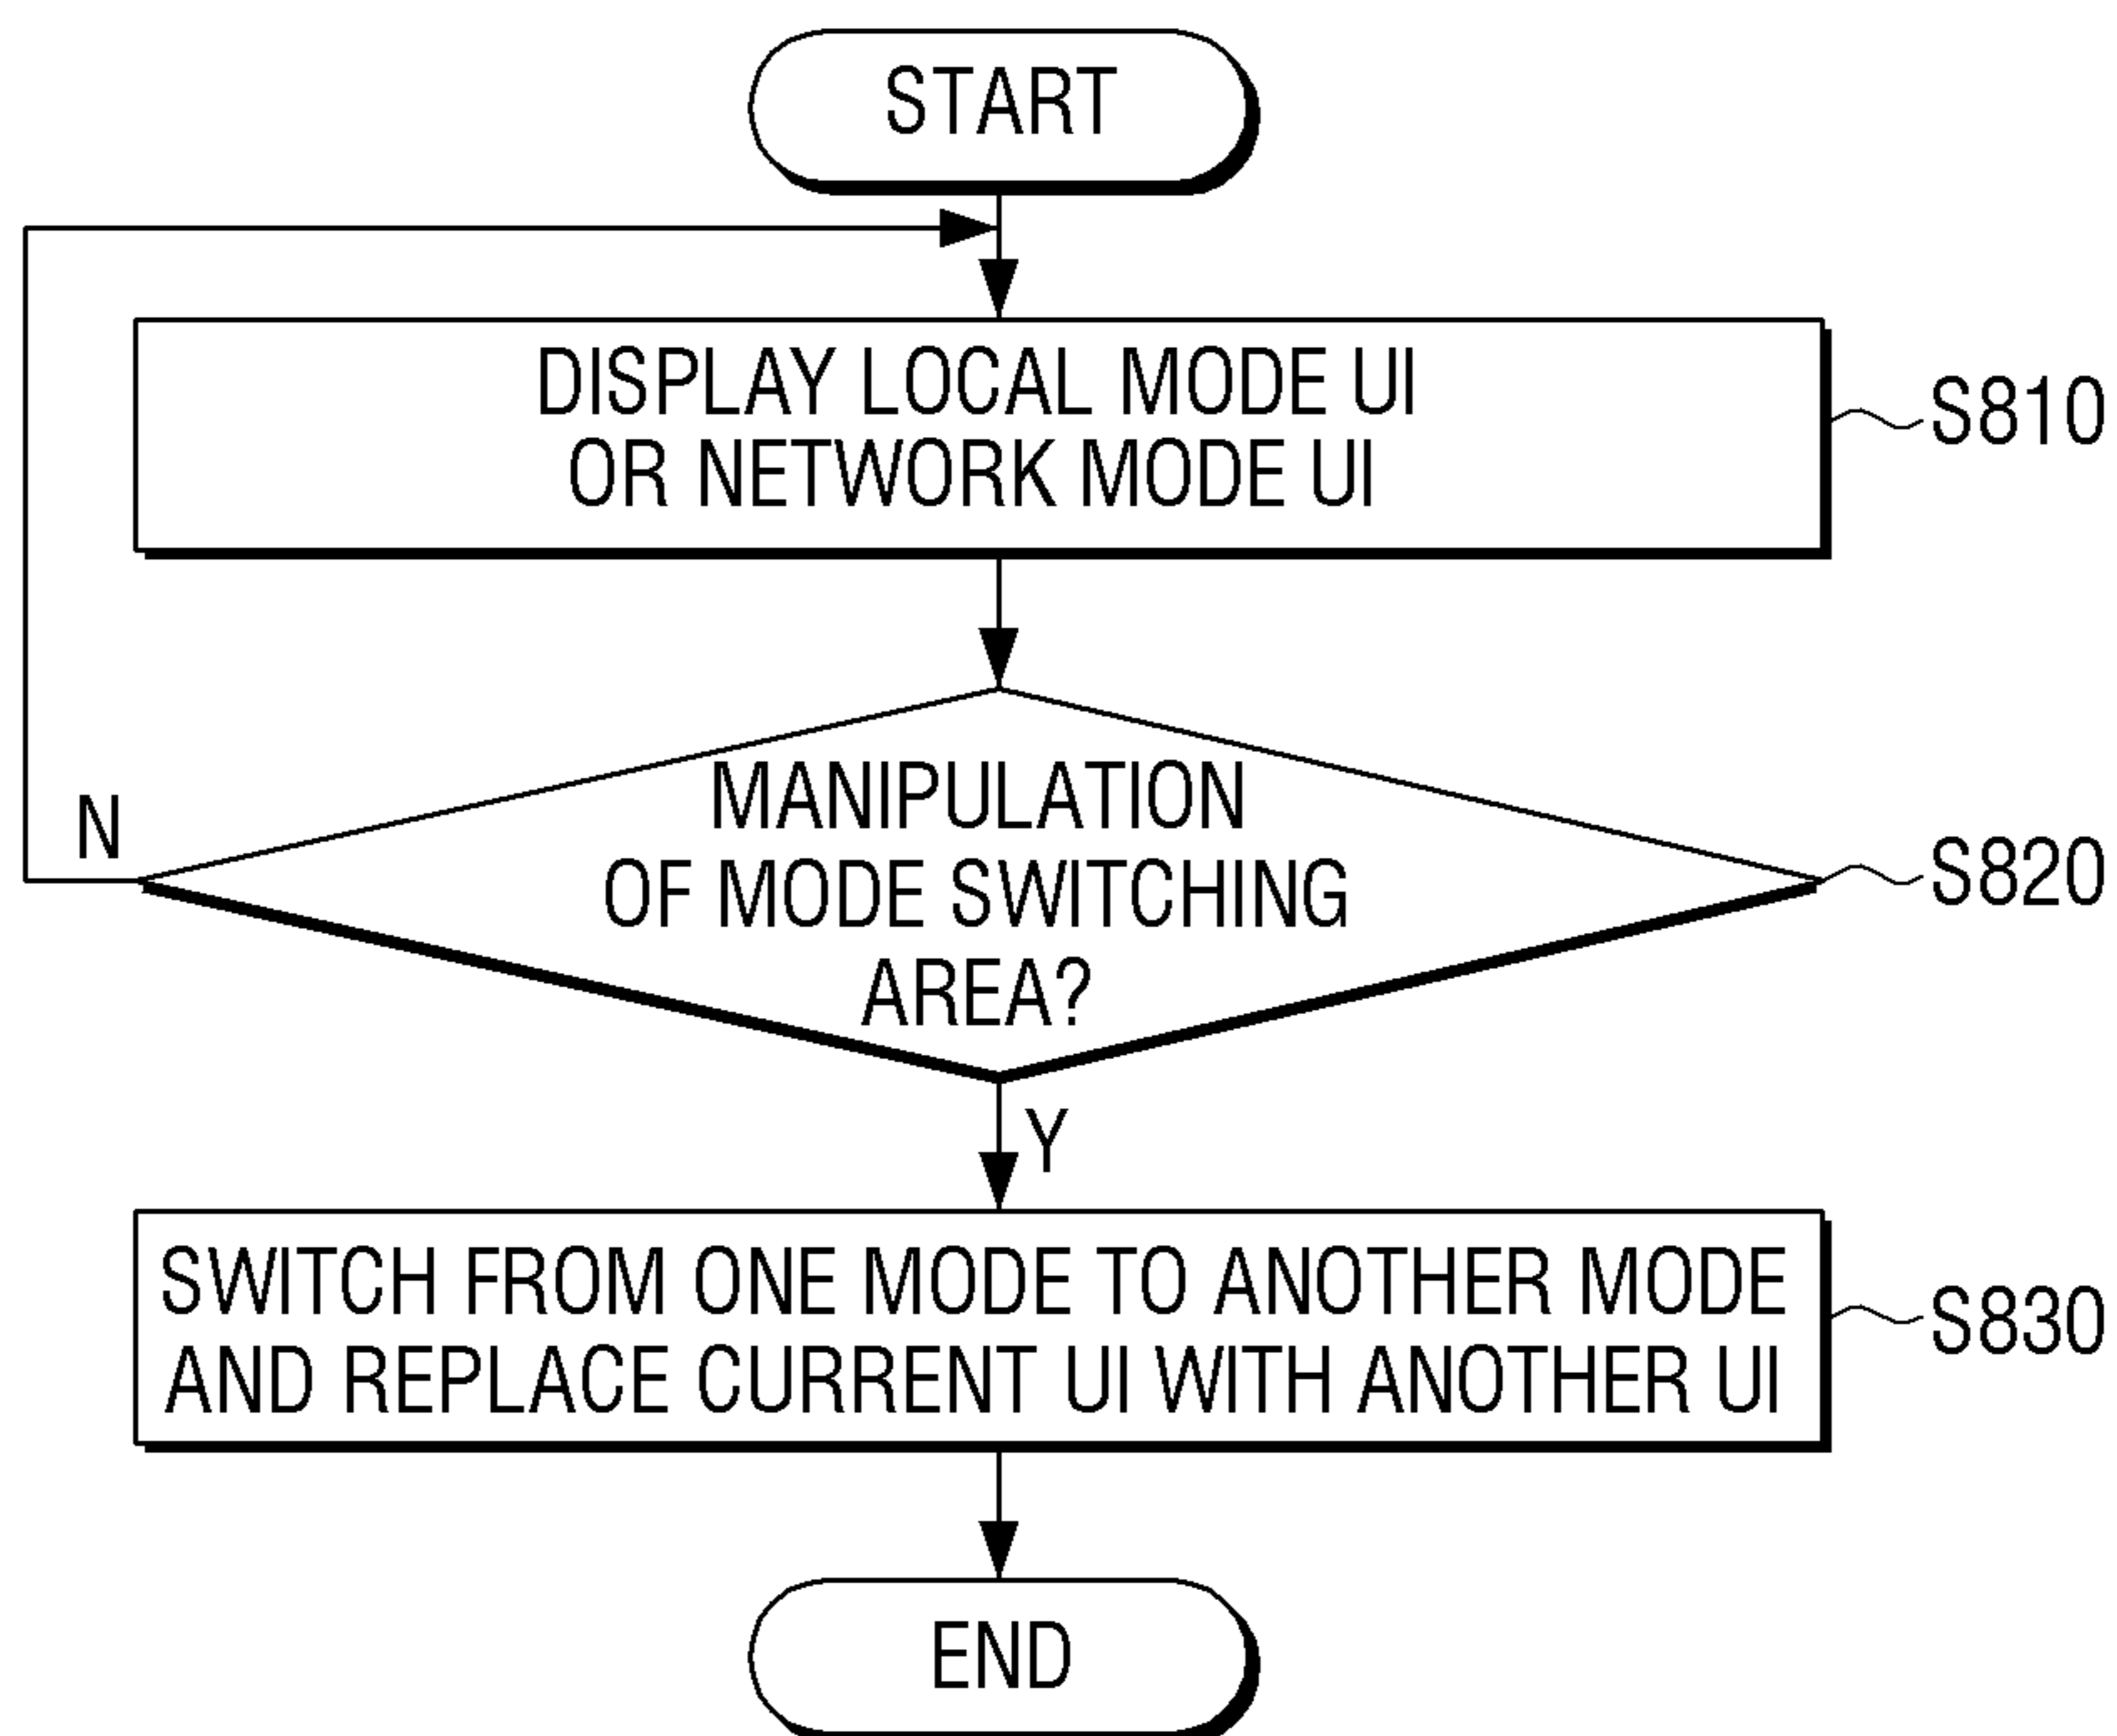 START
DISPLAY LOCAL MODE UI
OR NETWORK MODE UI
S810
MANIPULATION
OF MODE SWITCHING
AREA?
S820
N
Y
SWITCH FROM ONE MODE TO ANOTHER MODE
AND REPLACE CURRENT UI WITH ANOTHER UI
S830
END